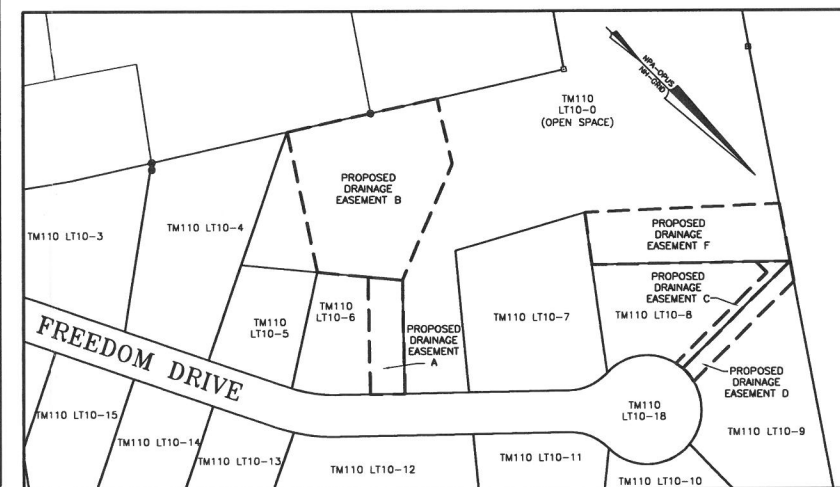 NPA-OPUS
NH-GRID
TM110
LT10-0
(OPEN SPACE)
PROPOSED
DRAINAGE
EASEMENT B
TM110 LT10-3
TM110 LT10-4
PROPOSED
DRAINAGE
EASEMENT F
PROPOSED
DRAINAGE
EASEMENT C
TM110
LT10-5
TM110
LT10-6
PROPOSED
DRAINAGE
EASEMENT
A
TM110 LT10-7
TM110 LT10-8
FREEDOM DRIVE
PROPOSED
DRAINAGE
EASEMENT D
TM110
LT10-18
TM110 LT10-15
TM110 LT10-14
TM110 LT10-13
TM110 LT10-12
TM110 LT10-11
TM110 LT10-10
TM110 LT10-9